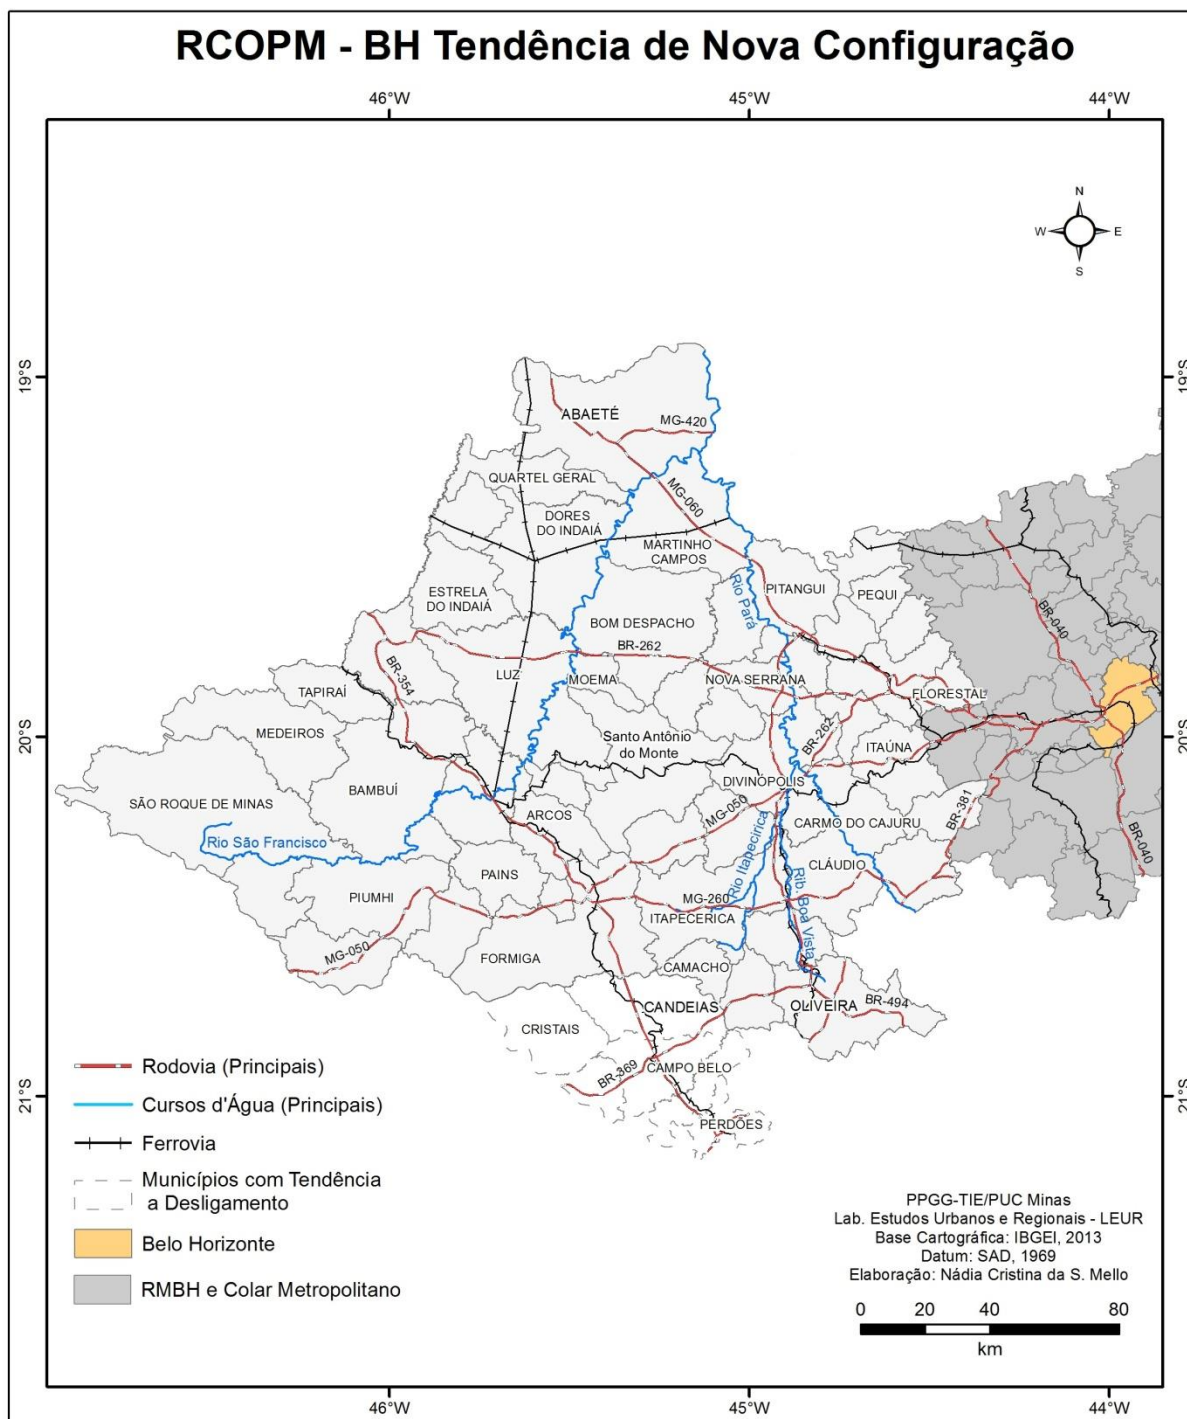 RCOPM - BH Tendência de Nova Configuração
46°W
45°W
44°W
N
W
E
S
19°S
19°S
ABAETÉ
MG-420
QUARTEL GERAL
MG-060
DORES
DO INDAIÁ
MARTINHO
CAMPOS
ESTRELA
DO INDAIÁ
Rio Pará
PITANGUI
PEQUI
BR-040
BOM DESPACHO
BR-262
BR-354
LUZ
MOEMA
NOVA SERRANA
FLORESTAL
TAPIRAÍ
MEDEIROS
20°S
20°S
Santo Antônio
do Monte
BR-262
ITAÚNA
DIVINÓPOLIS
BAMBUÍ
SÃO ROQUE DE MINAS
ARCOS
MG-050
CARMO DO CAJURU
BR-381
BR-040
Rio São Francisco
Rio Itapecirica
CLÁUDIO
PAINS
PIUMHI
MG-260
ITAPECERICA
Rib. Boa Vista
MG-050
FORMIGA
CAMACHO
CANDEIAS
OLIVEIRA
BR-494
CRISTAIS
BR-369
CAMPO BELO
PERDÕES
21°S
21°S
Rodovia (Principais)
Cursos d'Água (Principais)
Ferrovia
Municípios com Tendência
a Desligamento
Belo Horizonte
RMBH e Colar Metropolitano
PPGG-TIE/PUC Minas
Lab. Estudos Urbanos e Regionais - LEUR
Base Cartográfica: IBGEI, 2013
Datum: SAD, 1969
Elaboração: Nádia Cristina da S. Mello
0 20 40 80
km
46°W
45°W
44°W